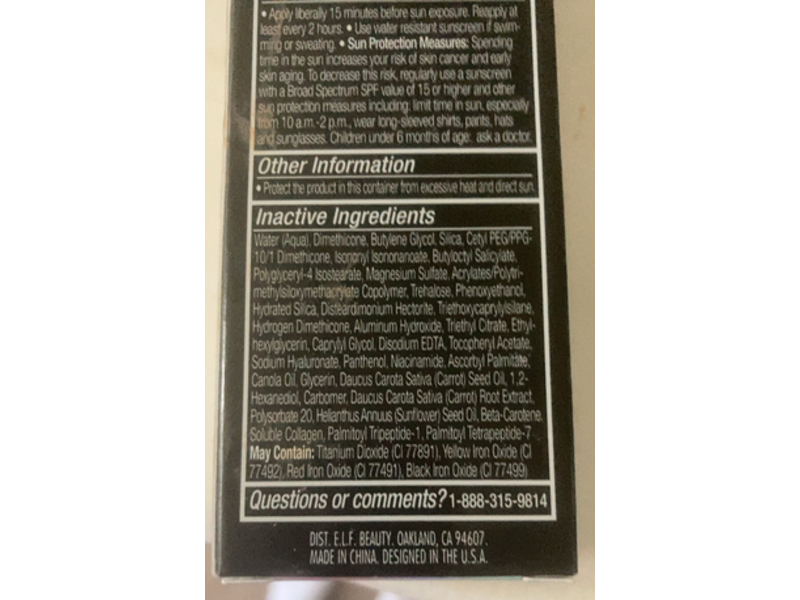 • Apply liberally 15 minutes before sun exposure. Reapply at
least every 2 hours. • Use water resistant sunscreen if swim-
ming or sweating. • Sun Protection Measures: Spending
time in the sun increases your risk of skin cancer and early
skin aging. To decrease this risk, regularly use a sunscreen
with a Broad Spectrum SPF value of 15 or higher and other
sun protection measures including: limit time in sun, especially
from 10 a.m.-2 p.m., wear long-sleeved shirts, pants, hats
and sunglasses. Children under 6 months of age: ask a doctor.
Other Information
• Protect the product in this container from excessive heat and direct sun.
Inactive Ingredients
Water (Aqua), Dimethicone, Butylene Glycol, Silica, Cetyl PEG/PPG-
10/1 Dimethicone, Isononyl Isononanoate, Butyloctyl Salicylate,
Polyglyceryl-4 Isostearate, Magnesium Sulfate, Acrylates/Polytri-
methylsiloxymethacrylate Copolymer, Trehalose, Phenoxyethanol,
Hydrated Silica, Disteardimonium Hectorite, Triethoxycaprylylsilane,
Hydrogen Dimethicone, Aluminum Hydroxide, Triethyl Citrate, Ethyl-
hexylglycerin, Caprylyl Glycol, Disodium EDTA, Tocopheryl Acetate,
Sodium Hyaluronate, Panthenol, Niacinamide, Ascorbyl Palmitate,
Canola Oil, Glycerin, Daucus Carota Sativa (Carrot) Seed Oil, 1,2-
Hexanediol, Carbomer, Daucus Carota Sativa (Carrot) Root Extract,
Polysorbate 20, Helianthus Annuus (Sunflower) Seed Oil, Beta-Carotene,
Soluble Collagen, Palmitoyl Tripeptide-1, Palmitoyl Tetrapeptide-7
May Contain: Titanium Dioxide (CI 77891), Yellow Iron Oxide (CI
77492), Red Iron Oxide (CI 77491), Black Iron Oxide (CI 77499)
Questions or comments? 1-888-315-9814
DIST. E.L.F. BEAUTY. OAKLAND, CA 94607.
MADE IN CHINA. DESIGNED IN THE U.S.A.